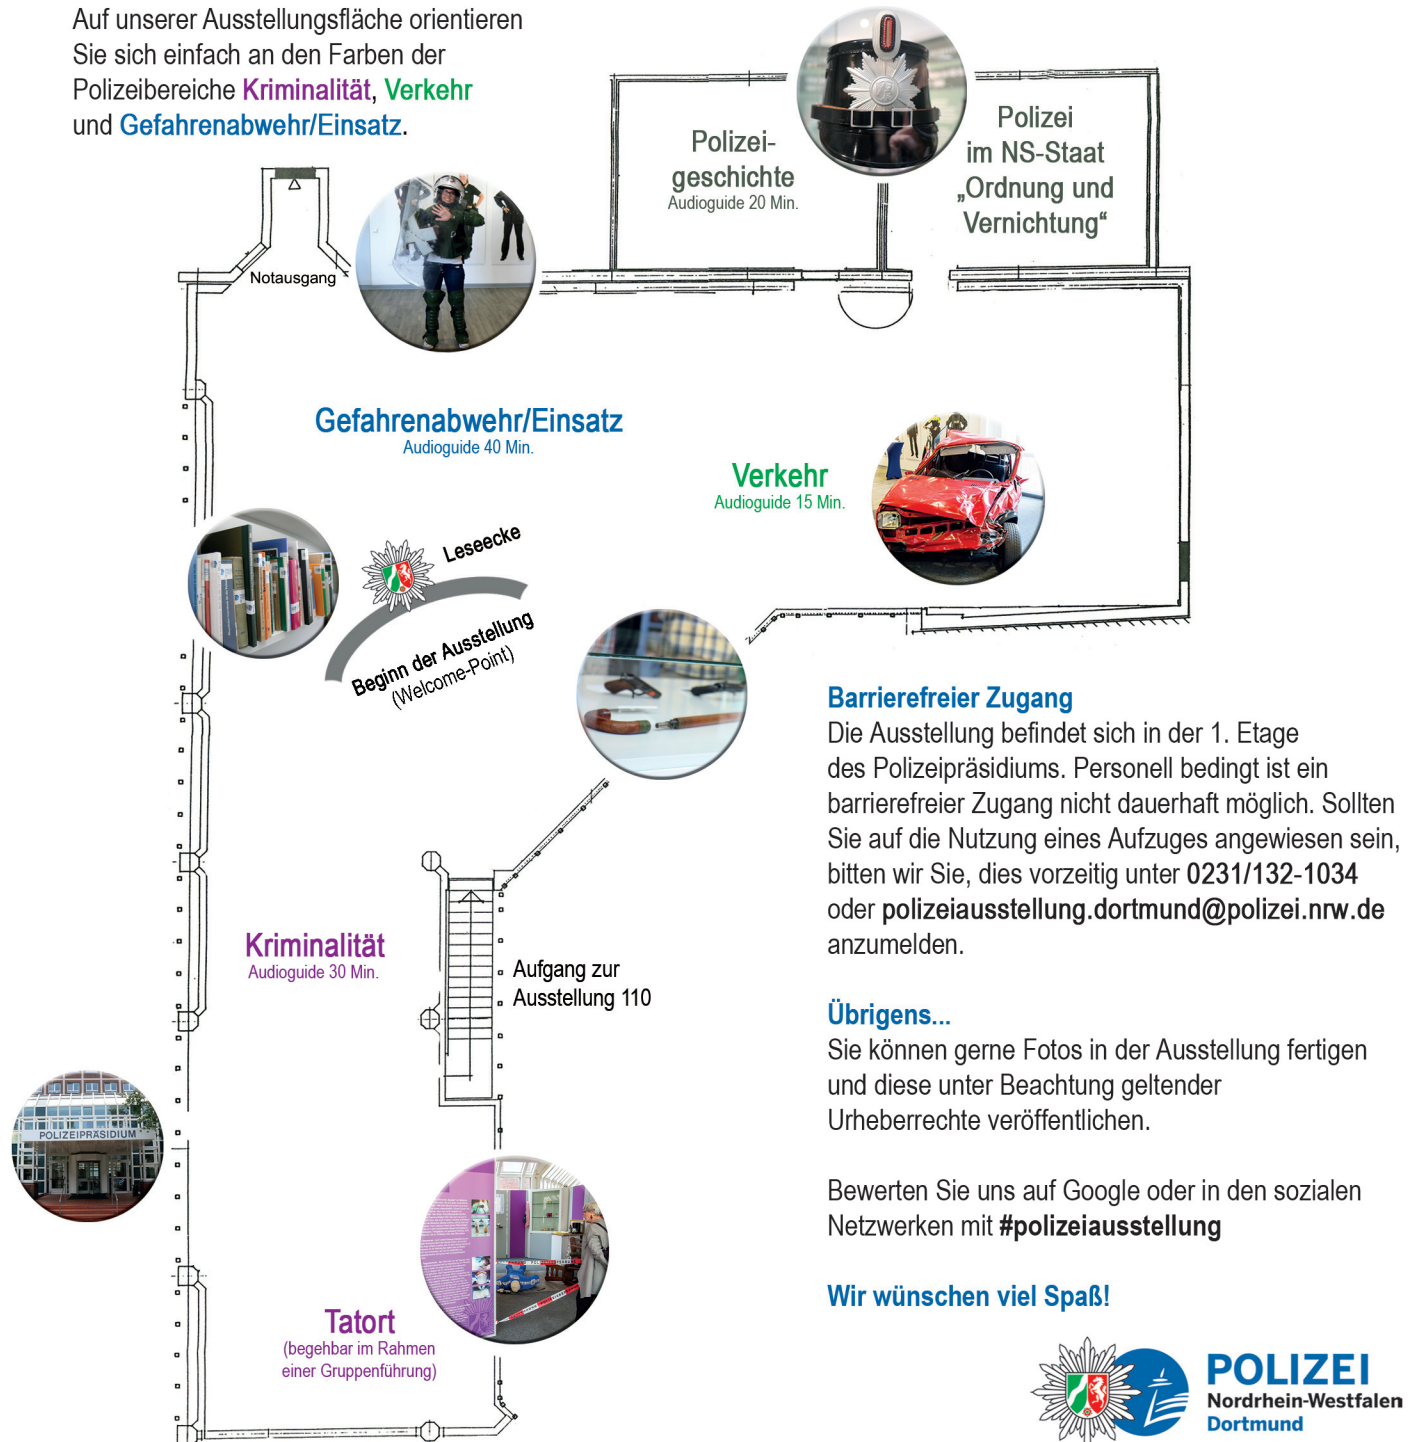 Auf unserer Ausstellungsfläche orientieren
Sie sich einfach an den Farben der
Polizeibereiche Kriminalität, Verkehr
und Gefahrenabwehr/Einsatz.
Polizei-
geschichte
Audioguide 20 Min.
Polizei
im NS-Staat
„Ordnung und
Vernichtung“
Notausgang
Gefahrenabwehr/Einsatz
Audioguide 40 Min.
Verkehr
Audioguide 15 Min.
Leseecke
Beginn der Ausstellung
(Welcome-Point)
Barrierefreier Zugang
Die Ausstellung befindet sich in der 1. Etage
des Polizeipräsidiums. Personell bedingt ist ein
barrierefreier Zugang nicht dauerhaft möglich. Sollten
Sie auf die Nutzung eines Aufzuges angewiesen sein,
bitten wir Sie, dies vorzeitig unter 0231/132-1034
oder polizeiausstellung.dortmund@polizei.nrw.de
anzumelden.
Kriminalität
Audioguide 30 Min.
Aufgang zur
Ausstellung 110
Übrigens...
Sie können gerne Fotos in der Ausstellung fertigen
und diese unter Beachtung geltender
Urheberrechte veröffentlichen.
POLIZEIPRÄSIDIUM
Bewerten Sie uns auf Google oder in den sozialen
Netzwerken mit #polizeiausstellung
Wir wünschen viel Spaß!
Tatort
(begehbar im Rahmen
einer Gruppenführung)
POLIZEI
Nordrhein-Westfalen
Dortmund